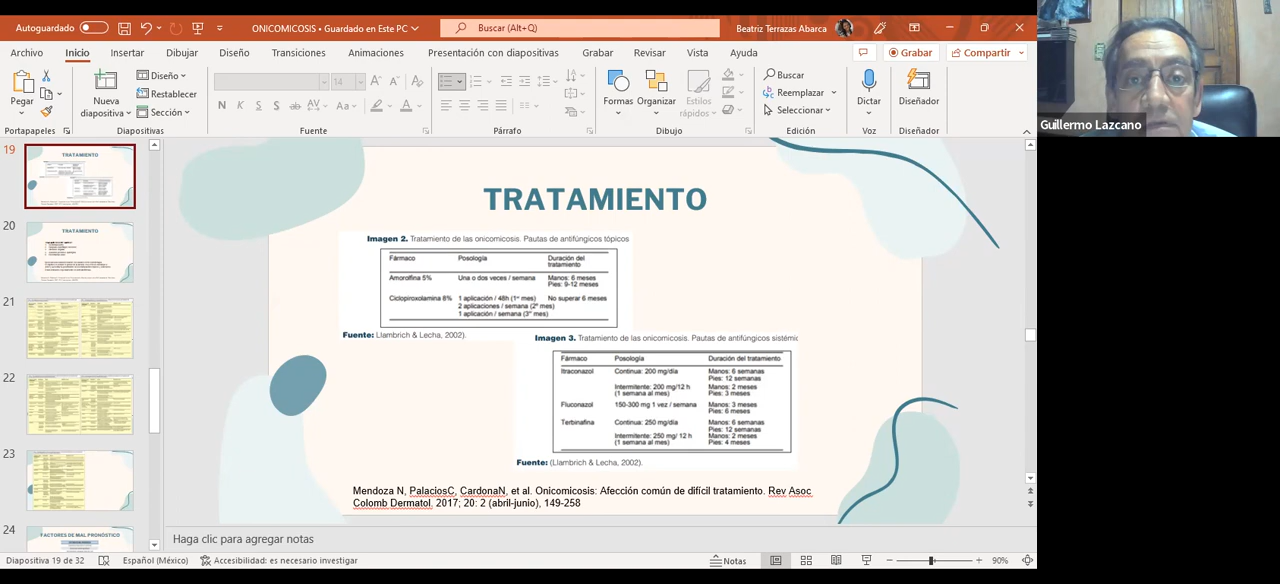 Autoguardado
ONICOMICOSIS • Guardado en Este PC
Buscar (Alt+Q)
Beatriz Terrazas Abarca
Archivo Inicio Insertar Dibujar Diseño Transiciones Animaciones Presentación con diapositivas Grabar Revisar Vista Ayuda
Grabar Compartir
Pegar
Nueva diapositiva
Diseño
Restablecer
Sección
14
N K S S ab AV Aa A
Formas Organizar Estilos rápidos
Buscar
Reemplazar
Seleccionar
Dictar
Diseñador
Portapapeles Diapositivas Fuente Párrafo Dibujo Edición Voz Diseñador
Guillermo Lazcano
19
TRATAMIENTO
20
TRATAMIENTO
21
22
23
24
FACTORES DE MAL PRONÓSTICO
TRATAMIENTO
Imagen 2. Tratamiento de las onicomicosis. Pautas de antifúngicos tópicos
Fármaco Posología Duración del tratamiento
Amorolfina 5% Una o dos veces / semana Manos: 6 meses
Pies: 9-12 meses
Ciclopiroxolamina 8% 1 aplicación / 48h (1er mes) No superar 6 meses
2 aplicaciones / semana (2º mes)
1 aplicación / semana (3er mes)
Fuente: Llambrich & Lecha, 2002).
Imagen 3. Tratamiento de las onicomicosis. Pautas de antifúngicos sistémic
Fármaco Posología Duración del tratamiento
Itraconazol Continua: 200 mg/día Manos: 6 semanas
Pies: 12 semanas
Intermitente: 200 mg/12 h Manos: 2 meses
(1 semana al mes) Pies: 3 meses
Fluconazol 150-300 mg 1 vez / semana Manos: 3 meses
Pies: 6 meses
Terbinafina Continua: 250 mg/día Manos: 6 semanas
Pies: 12 semanas
Intermitente: 250 mg/ 12 h Manos: 2 meses
(1 semana al mes) Pies: 4 meses
Fuente: (Llambrich & Lecha, 2002).
Mendoza N, PalaciosC, CardonaN, et al. Onicomicosis: Afección común de difícil tratamiento. Rev Asoc
Colomb Dermatol. 2017; 20: 2 (abril-junio), 149-258
Haga clic para agregar notas
Diapositiva 19 de 32 Español (México) Accesibilidad: es necesario investigar Notas 90%